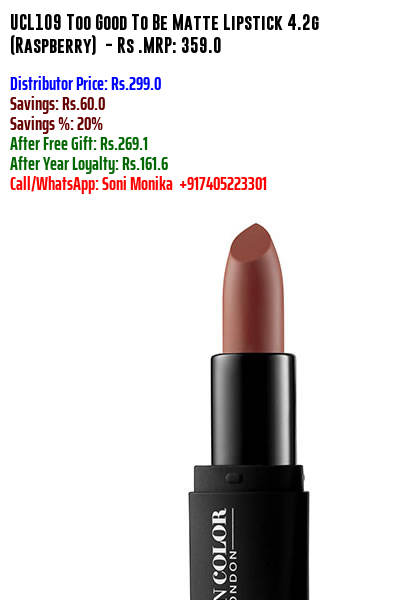 UCL109 Too Good To Be Matte Lipstick 4.2g
(Raspberry) - Rs .MRP: 359.0
Distributor Price: Rs.299.0
Savings: Rs.60.0
Savings %: 20%
After Free Gift: Rs.269.1
After Year Loyalty: Rs.161.6
Call/WhatsApp: Soni Monika +917405223301
N COLOR
ONDON